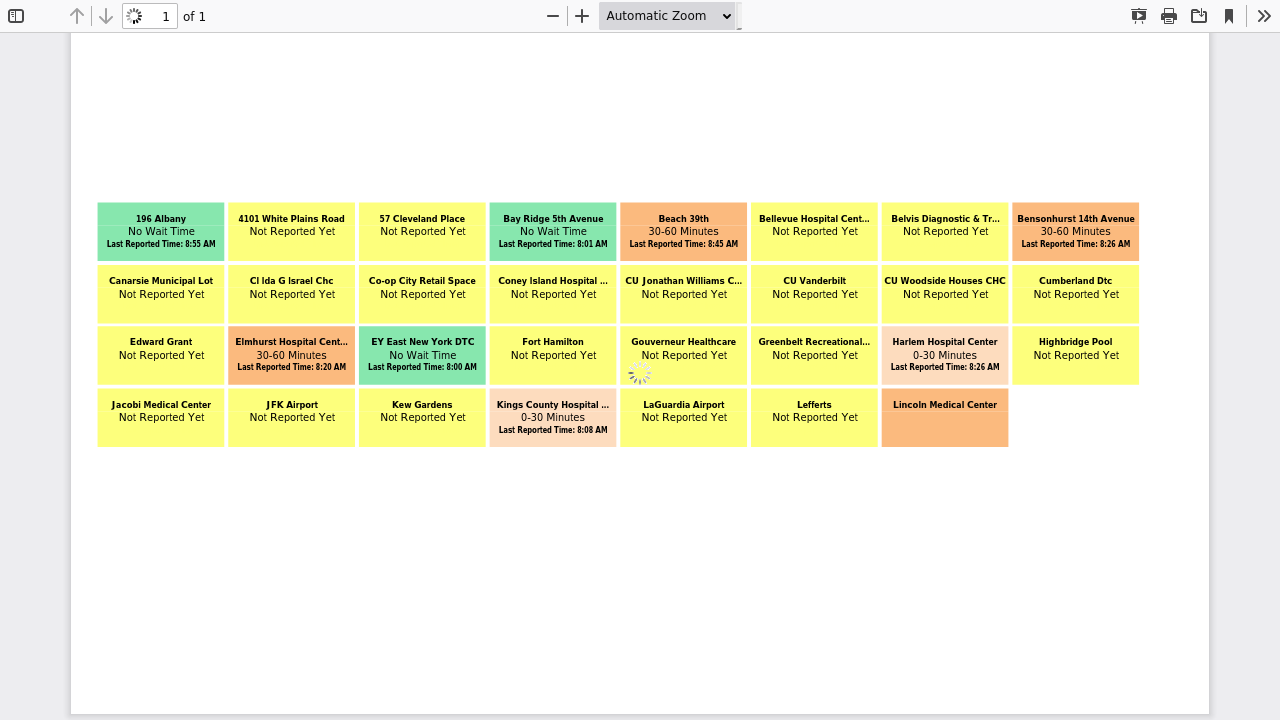 1 of 1 Automatic Zoom
196 Albany
No Wait Time
Last Reported Time: 8:55 AM
4101 White Plains Road
Not Reported Yet
57 Cleveland Place
Not Reported Yet
Bay Ridge 5th Avenue
No Wait Time
Last Reported Time: 8:01 AM
Beach 39th
30-60 Minutes
Last Reported Time: 8:45 AM
Bellevue Hospital Cent...
Not Reported Yet
Belvis Diagnostic & Tr...
Not Reported Yet
Bensonhurst 14th Avenue
30-60 Minutes
Last Reported Time: 8:26 AM
Canarsie Municipal Lot
Not Reported Yet
CI Ida G Israel Chc
Not Reported Yet
Co-op City Retail Space
Not Reported Yet
Coney Island Hospital ...
Not Reported Yet
CU Jonathan Williams C...
Not Reported Yet
CU Vanderbilt
Not Reported Yet
CU Woodside Houses CHC
Not Reported Yet
Cumberland Dtc
Not Reported Yet
Edward Grant
Not Reported Yet
Elmhurst Hospital Cent...
30-60 Minutes
Last Reported Time: 8:20 AM
EY East New York DTC
No Wait Time
Last Reported Time: 8:00 AM
Fort Hamilton
Not Reported Yet
Gouverneur Healthcare
Not Reported Yet
Greenbelt Recreational...
Not Reported Yet
Harlem Hospital Center
0-30 Minutes
Last Reported Time: 8:26 AM
Highbridge Pool
Not Reported Yet
Jacobi Medical Center
Not Reported Yet
JFK Airport
Not Reported Yet
Kew Gardens
Not Reported Yet
Kings County Hospital ...
0-30 Minutes
Last Reported Time: 8:08 AM
LaGuardia Airport
Not Reported Yet
Lefferts
Not Reported Yet
Lincoln Medical Center